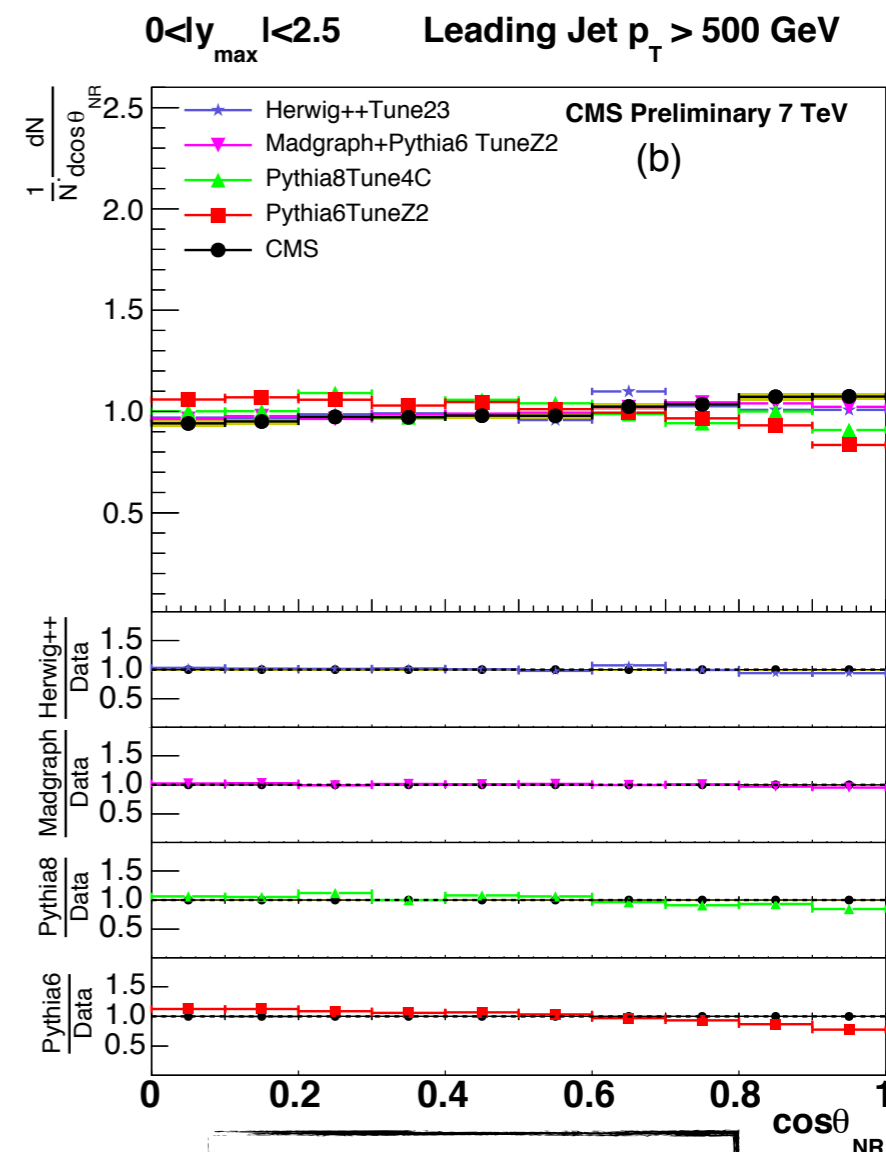 0<|y_max|<2.5 Leading Jet p_T > 500 GeV
1/N · dN/dcosθ_NR
2.5
2.0
1.5
1.0
0.5
Herwig++Tune23
Madgraph+Pythia6 TuneZ2
Pythia8Tune4C
Pythia6TuneZ2
CMS
CMS Preliminary 7 TeV
(b)
Herwig++
Data
1.5
1.0
0.5
Madgraph
Data
1.5
1.0
0.5
Pythia8
Data
1.5
1.0
0.5
Pythia6
Data
1.5
1.0
0.5
0 0.2 0.4 0.6 0.8 1
cosθ_NR